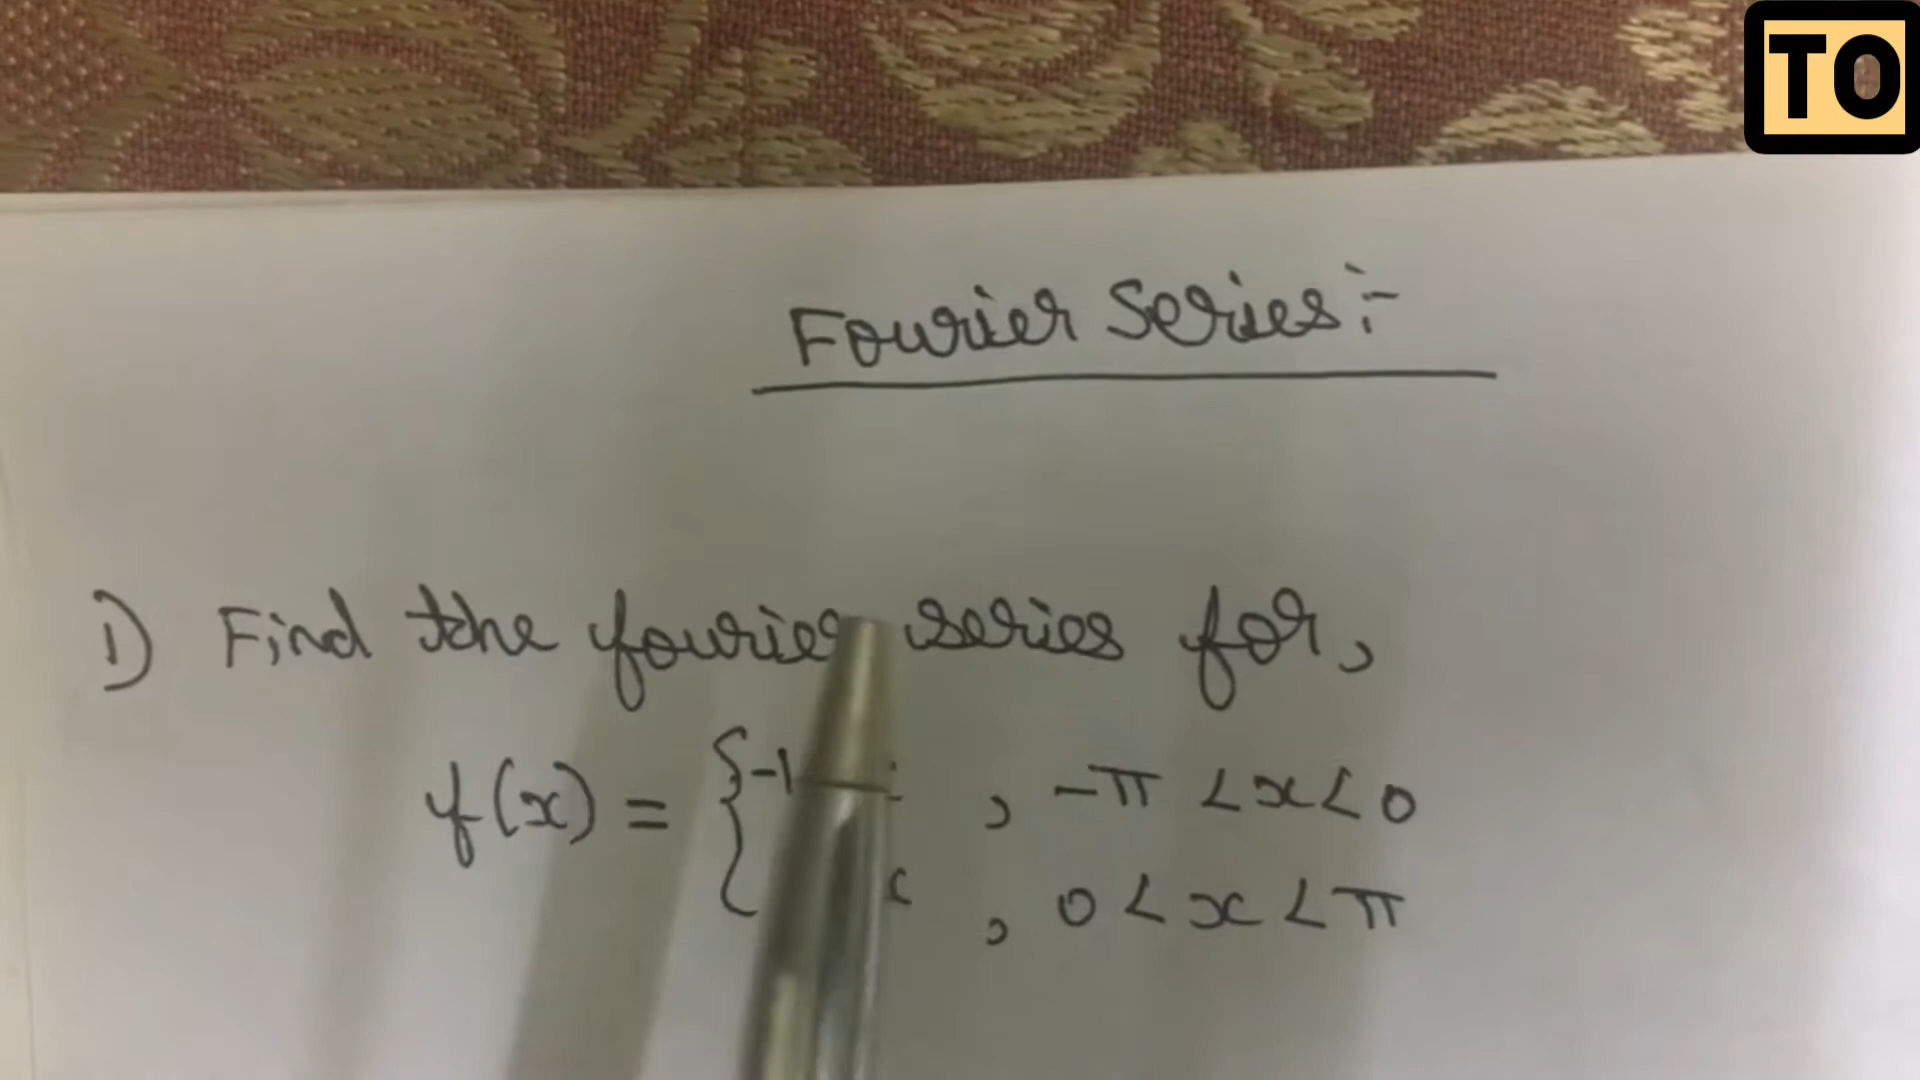 TO
Fourier Series:-
1) Find the fourier series for,
f(x) = { -1 , -π < x < 0
, 0 < x < π